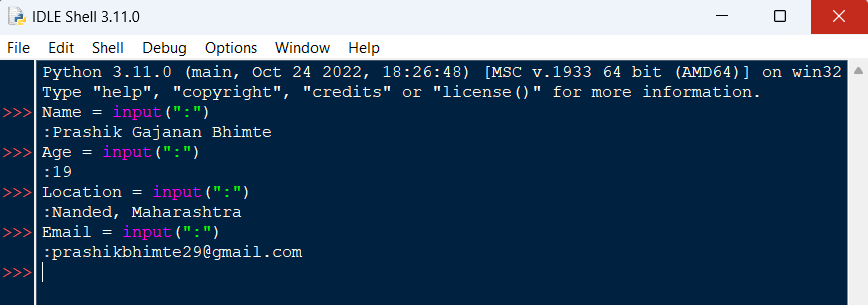 IDLE Shell 3.11.0
File Edit Shell Debug Options Window Help
Python 3.11.0 (main, Oct 24 2022, 18:26:48) [MSC v.1933 64 bit (AMD64)] on win32
Type "help", "copyright", "credits" or "license()" for more information.
>>> Name = input(":")
:Prashik Gajanan Bhimte
>>> Age = input(":")
:19
>>> Location = input(":")
:Nanded, Maharashtra
>>> Email = input(":")
:prashikbhimte29@gmail.com
>>>